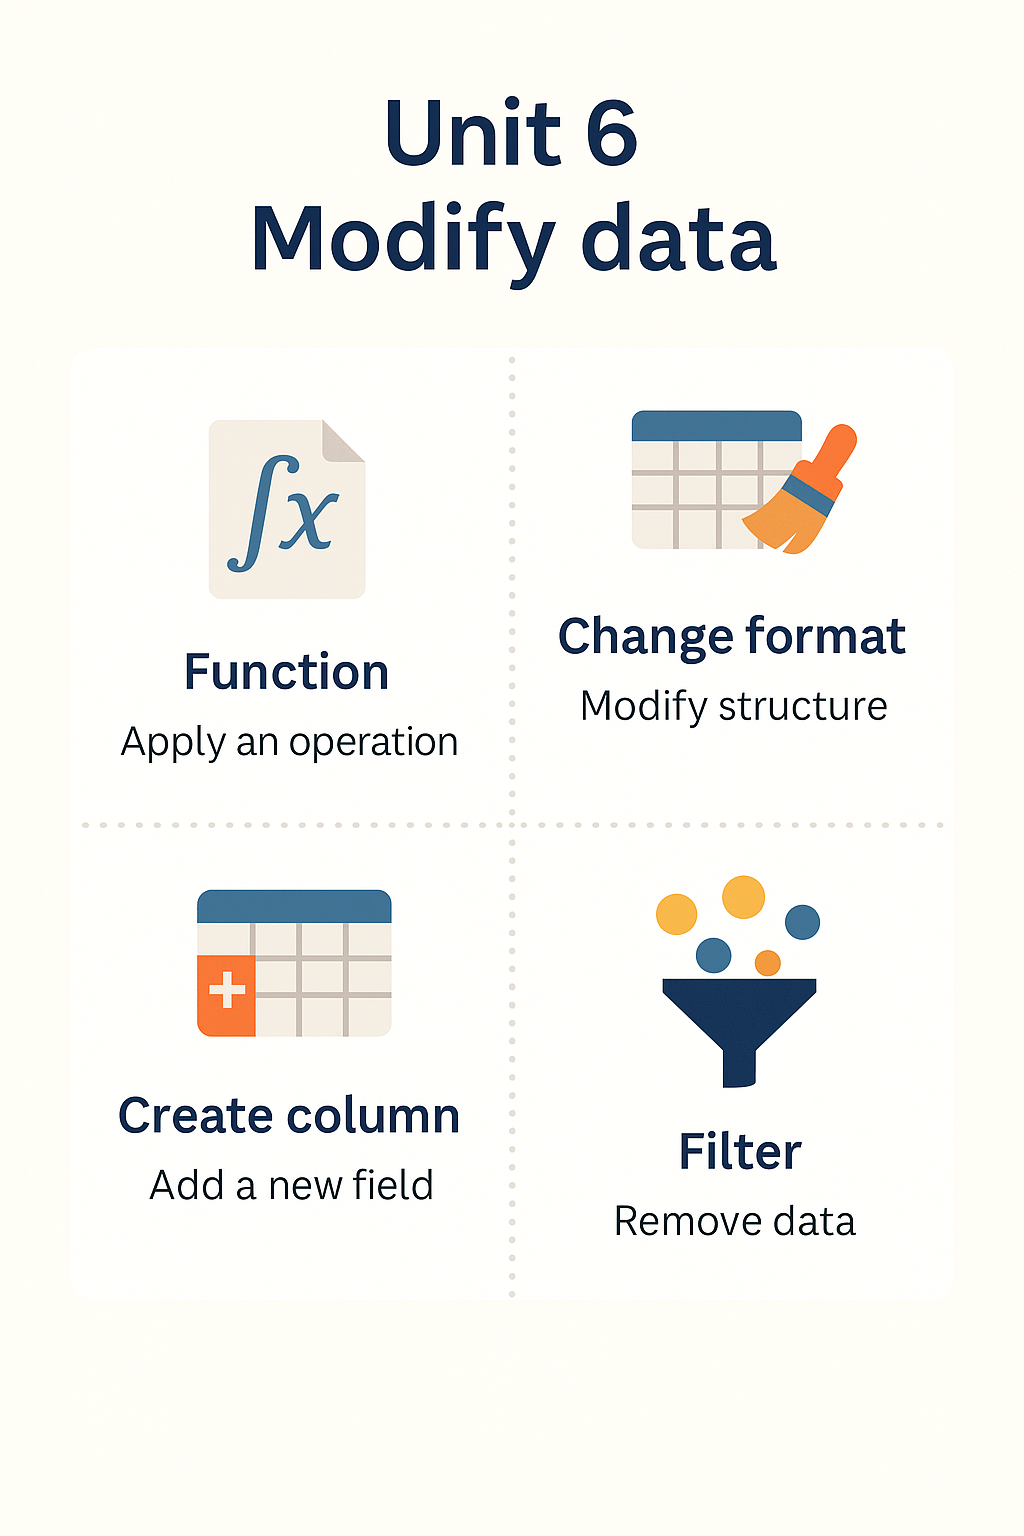 Unit 6
Modify data
∫x
Function
Apply an operation
Change format
Modify structure
Create column
Add a new field
Filter
Remove data